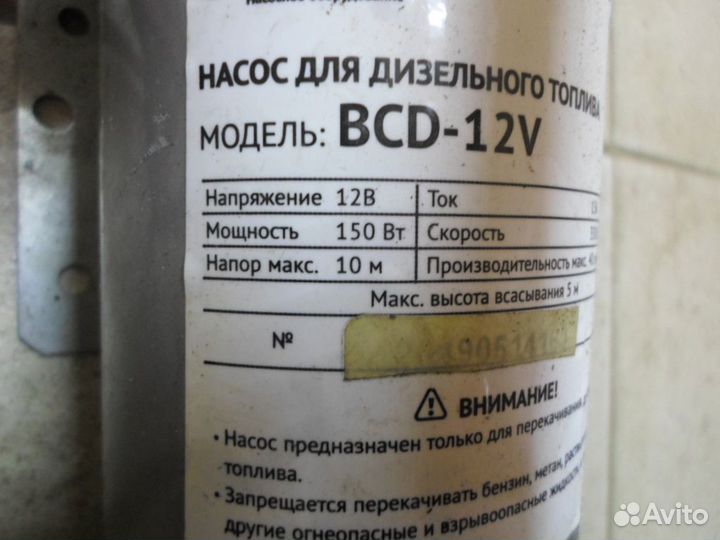 НАСОС ДЛЯ ДИЗЕЛЬНОГО ТОПЛИВА
МОДЕЛЬ: BCD-12V
Напряжение 12В Ток
Мощность 150 Вт Скорость
Напор макс. 10 м Производительность макс.
Макс. высота всасывания 5 м
№
⚠ ВНИМАНИЕ!
• Насос предназначен только для перекачивания
топлива.
• Запрещается перекачивать бензин, метан,
другие огнеопасные и взрывоопасные жидкости
Avito